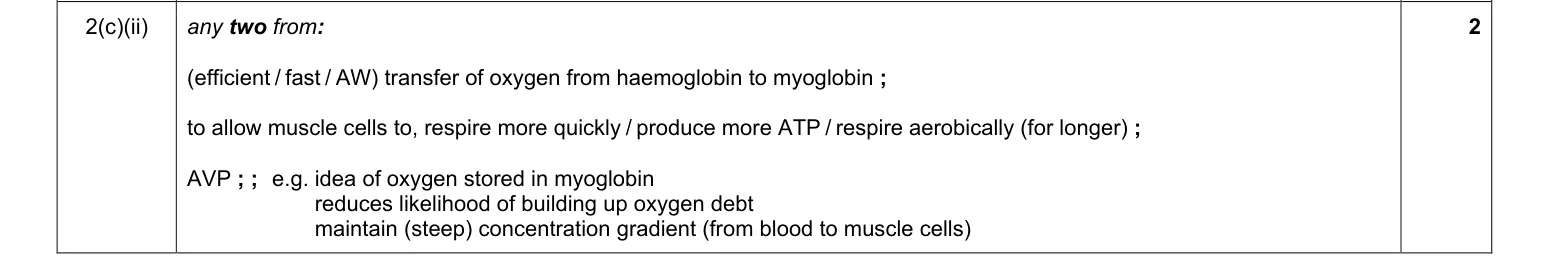 2(c)(ii) any two from: 2
(efficient / fast / AW) transfer of oxygen from haemoglobin to myoglobin ;
to allow muscle cells to, respire more quickly / produce more ATP / respire aerobically (for longer) ;
AVP ; ; e.g. idea of oxygen stored in myoglobin
reduces likelihood of building up oxygen debt
maintain (steep) concentration gradient (from blood to muscle cells)